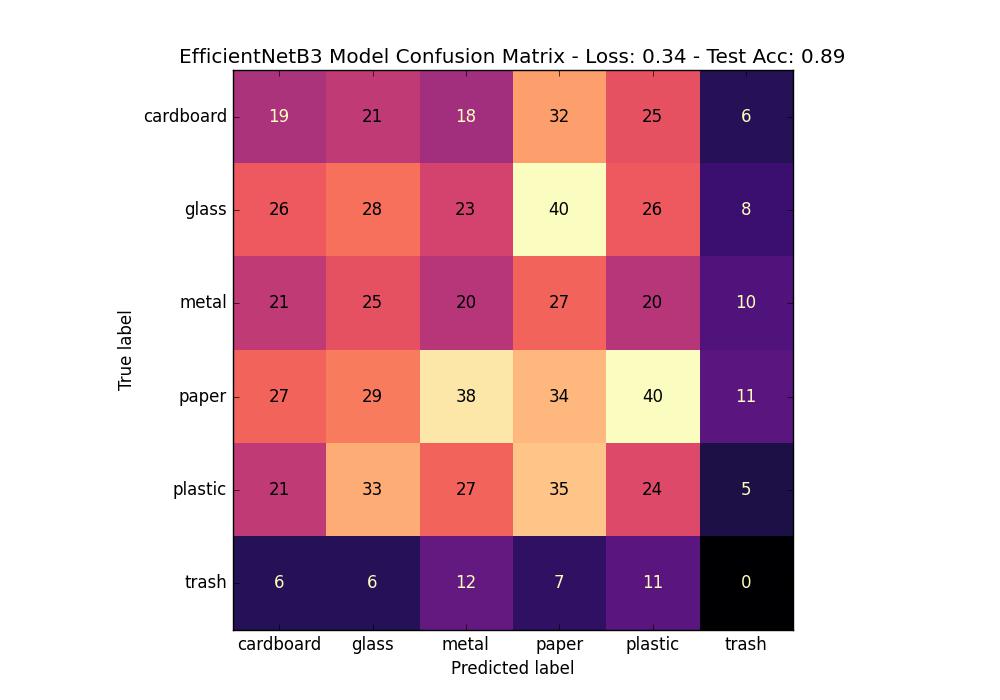 EfficientNetB3 Model Confusion Matrix - Loss: 0.34 - Test Acc: 0.89
cardboard 19 21 18 32 25 6
glass 26 28 23 40 26 8
metal 21 25 20 27 20 10
paper 27 29 38 34 40 11
plastic 21 33 27 35 24 5
trash 6 6 12 7 11 0
cardboard glass metal paper plastic trash
Predicted label
True label